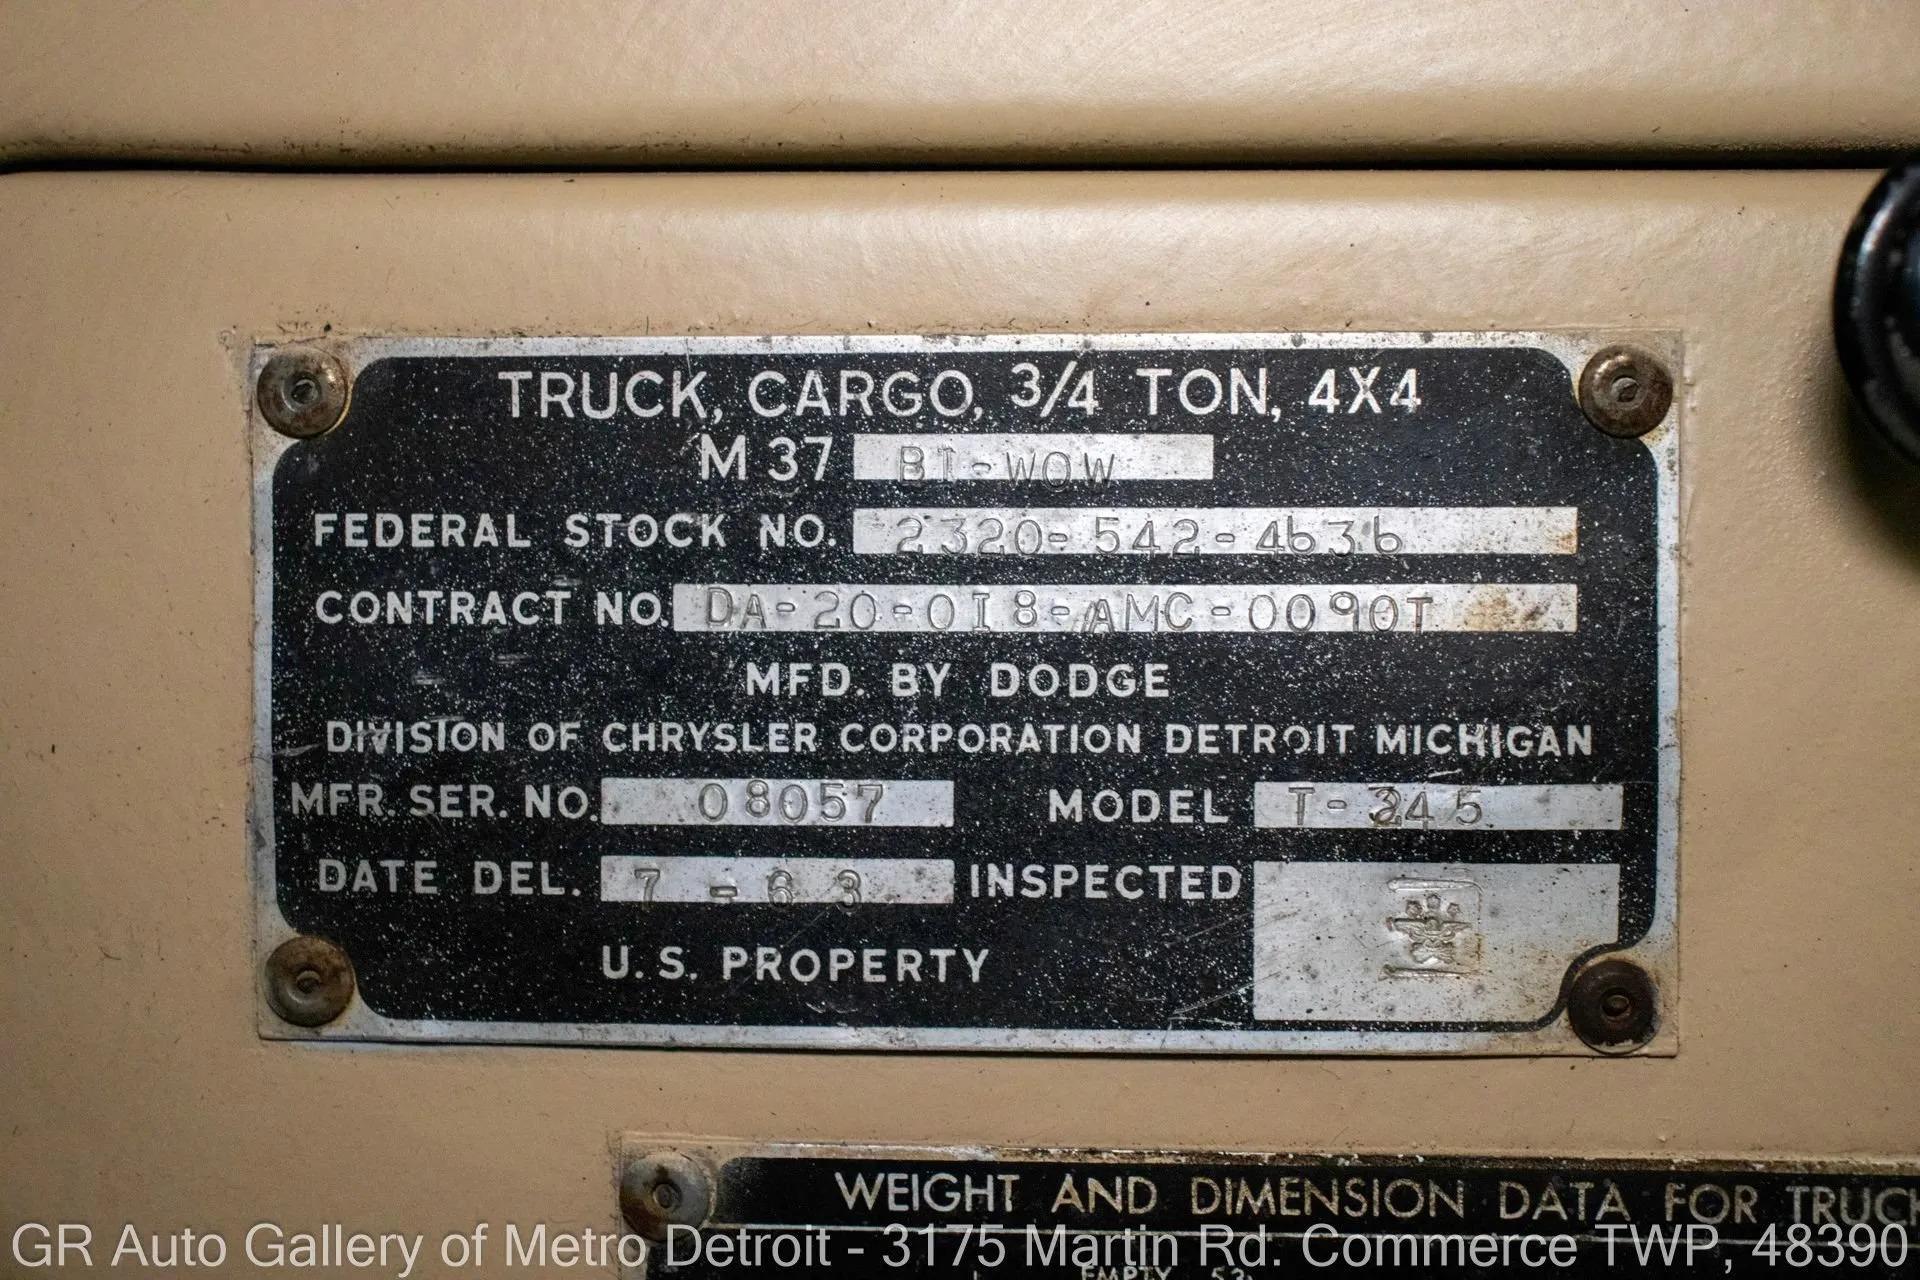 TRUCK, CARGO, 3/4 TON, 4X4
M 37 BI-WOW
FEDERAL STOCK NO. 2320-542-4636
CONTRACT NO. DA-20-0I8-AMC-0090T
MFD. BY DODGE
DIVISION OF CHRYSLER CORPORATION DETROIT MICHIGAN
MFR. SER. NO. 08057 MODEL T-245
DATE DEL. 7-63 INSPECTED
U.S. PROPERTY
WEIGHT AND DIMENSION DATA FOR TRUCK
GR Auto Gallery of Metro Detroit - 3175 Martin Rd. Commerce TWP, 48390
EMPTY